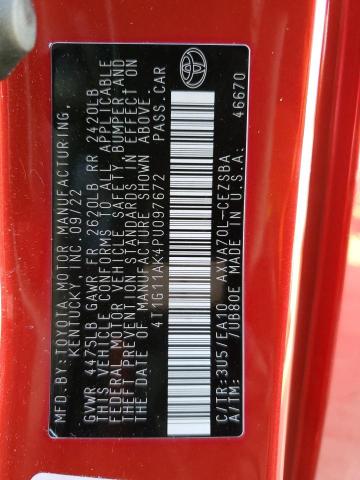 MFD.BY:TOYOTA MOTOR MANUFACTURING,
KENTUCKY, INC. 09/22
GVWR 4475LB GAWR FR 2620LB RR 2420LB
THIS VEHICLE CONFORMS TO ALL APPLICABLE
FEDERAL MOTOR VEHICLE SAFETY, BUMPER, AND
THEFT PREVENTION STANDARDS IN EFFECT ON THE
DATE OF MANUFACTURE SHOWN ABOVE.
4T1G11AK4PU097672 PASS.CAR
C/TR:3U5/EA10 AXVA70L-CEZSBA
A/TM: /UB80E MADE IN U.S.A. 46670